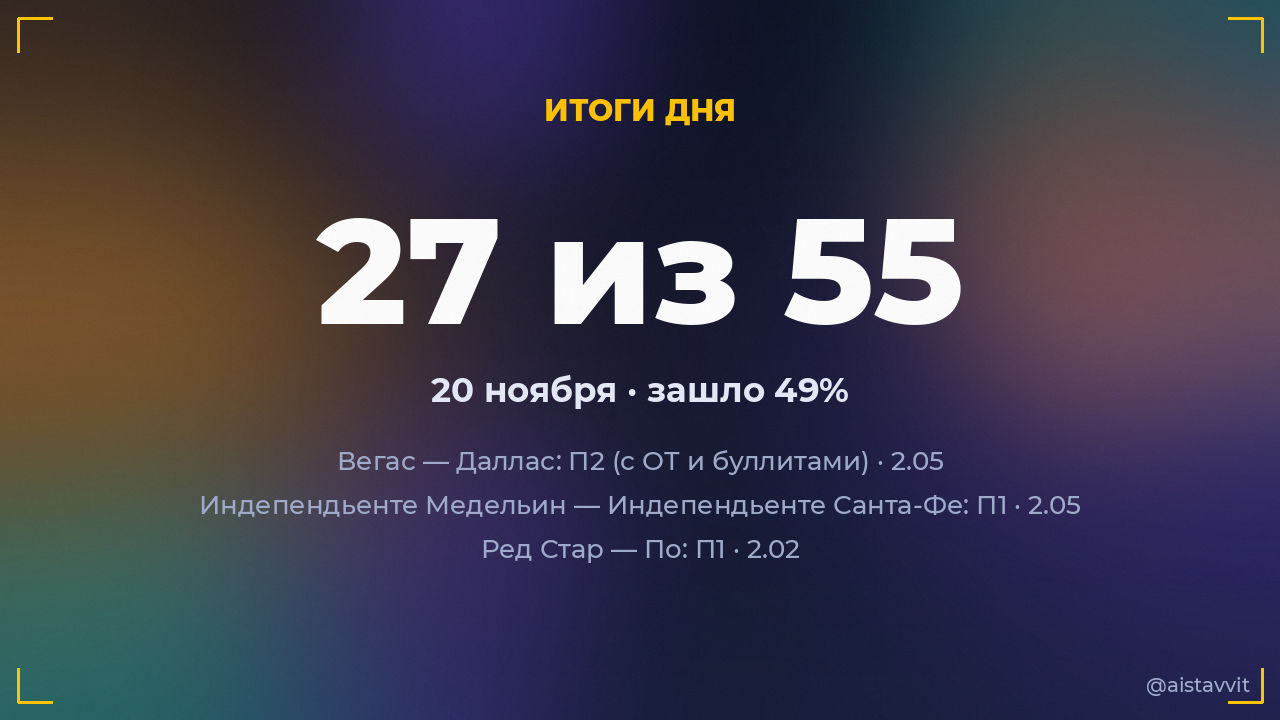 ИТОГИ ДНЯ
27 из 55
20 ноября · зашло 49%
Вегас — Даллас: П2 (с ОТ и буллитами) · 2.05
Индепендьенте Медельин — Индепендьенте Санта-Фе: П1 · 2.05
Ред Стар — По: П1 · 2.02
@aistavvit